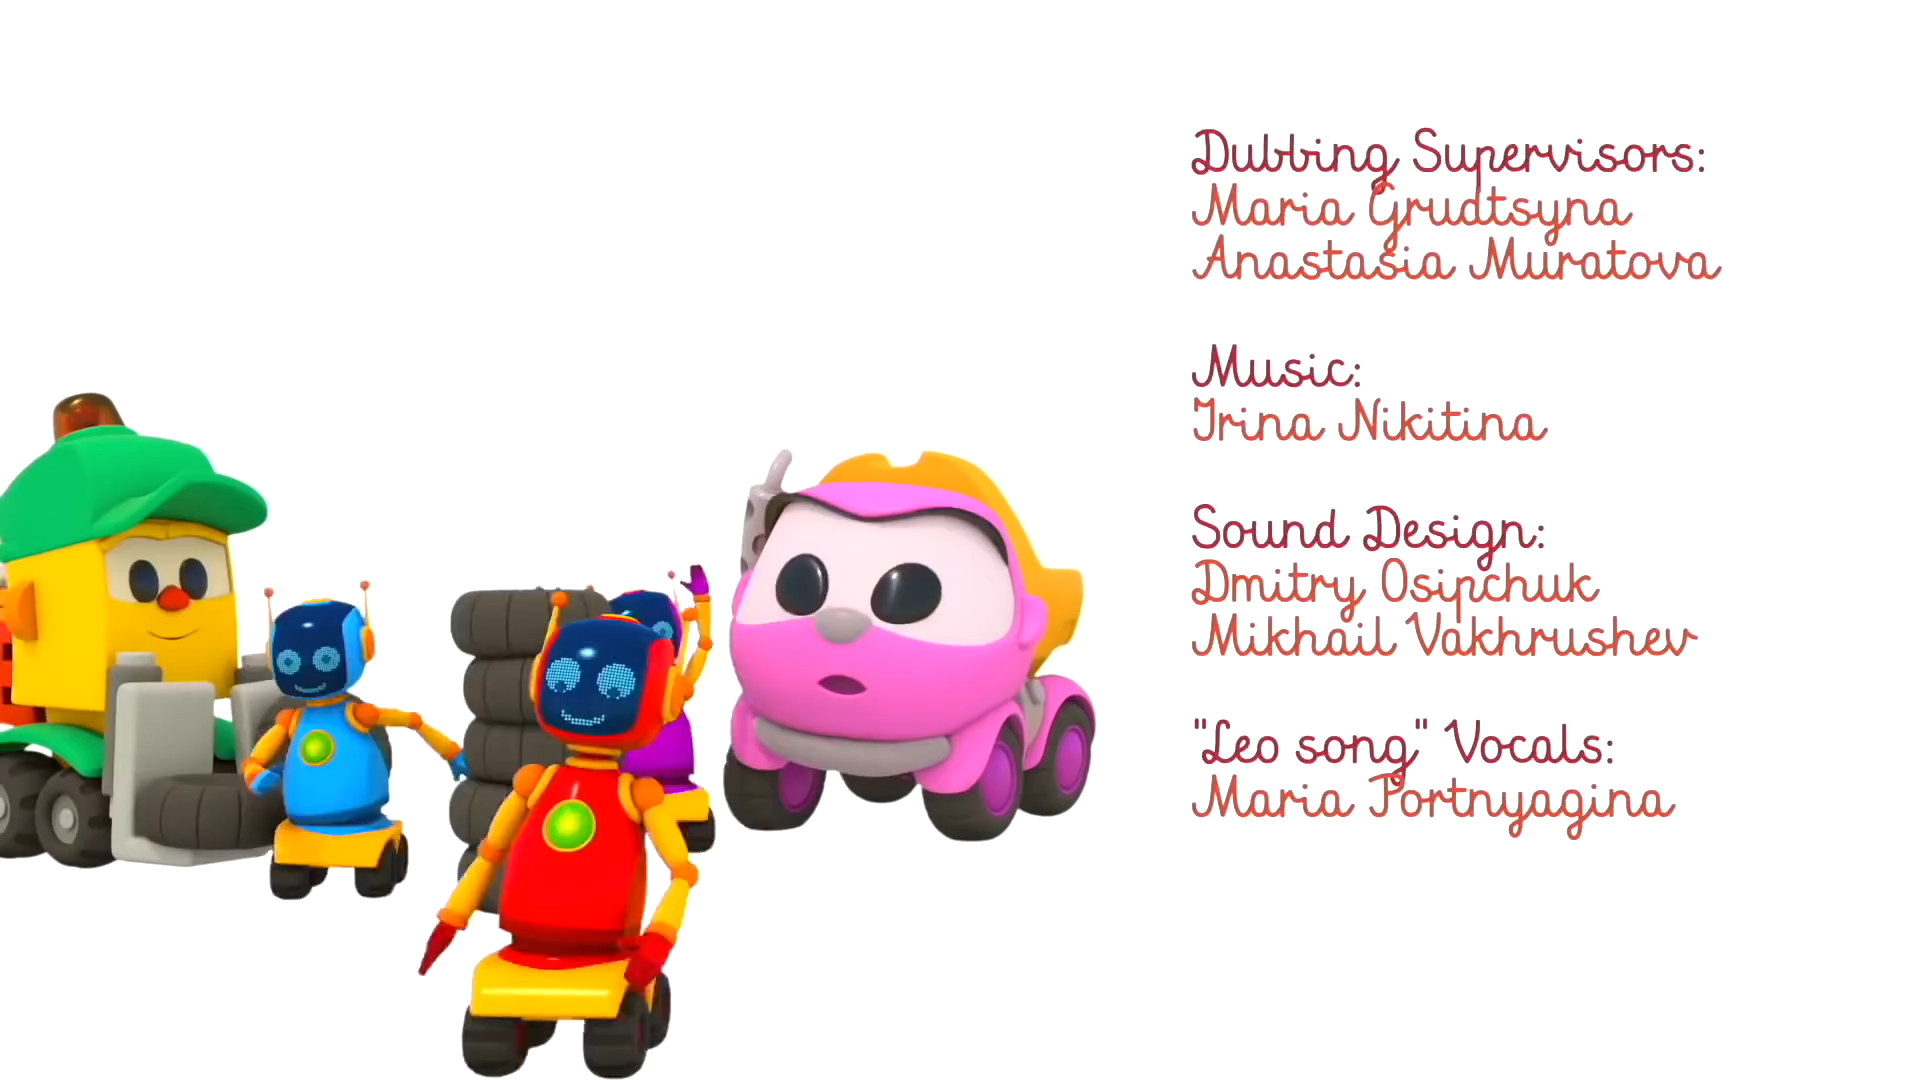 Dubbing Supervisors:
Maria Grudtsyna
Anastasia Muratova
Music:
Irina Nikitina
Sound Design:
Dmitry Osipchuk
Mikhail Vakhrushev
"Leo song" Vocals:
Maria Portnyagina